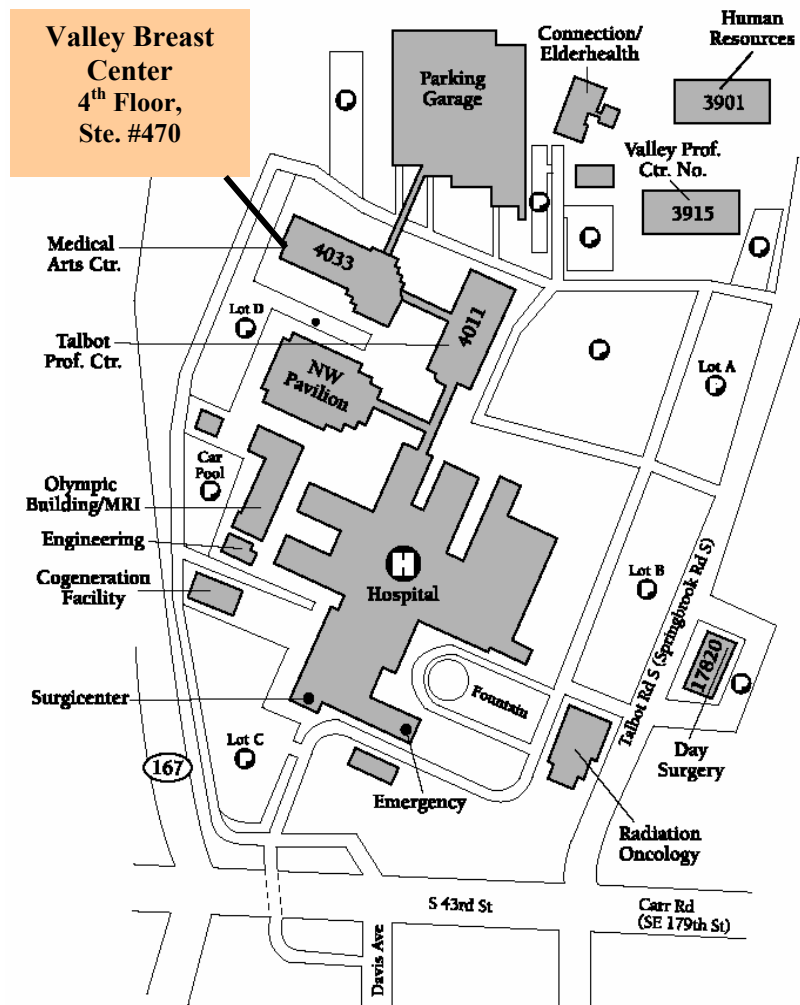 Valley Breast
Center
4th Floor,
Ste. #470
Human
Resources
Connection/
Elderhealth
Parking
Garage
3901
Valley Prof.
Ctr. No.
3915
Medical
Arts Ctr.
4033
Lot D
4011
Talbot
Prof. Ctr.
NW
Pavilion
Lot A
Car
Pool
Olympic
Building/MRI
Engineering
Cogeneration
Facility
H
Hospital
Lot B
Talbot Rd S (Springbrook Rd S)
17820
Surgicenter
Fountain
Lot C
167
Day
Surgery
Emergency
Radiation
Oncology
S 43rd St
Carr Rd
(SE 179th St)
Davis Ave